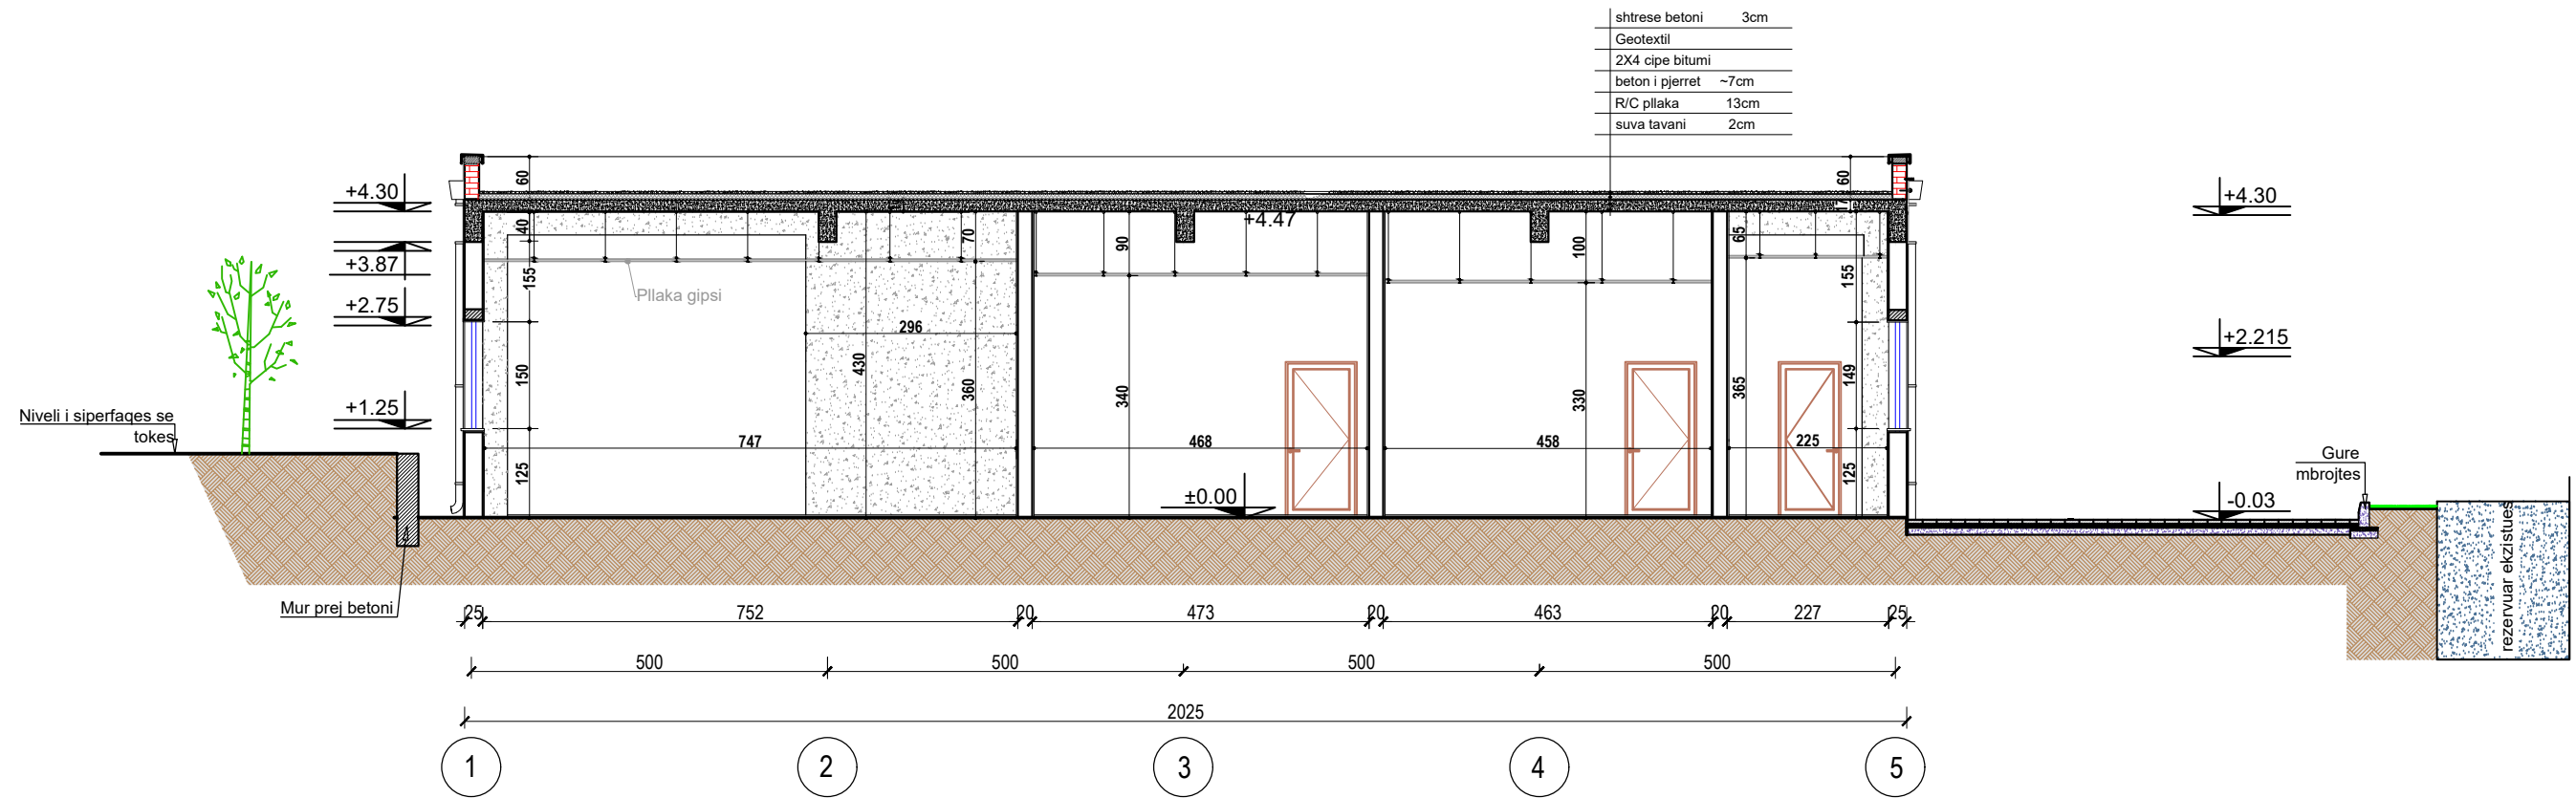 shtrese betoni 3cm
Geotextil
2X4 cipe bitumi
beton i pjerret ~7cm
R/C pllaka 13cm
suva tavani 2cm
60
60
+4.30
+4.30
40
70
90
+4.47
100
65
17
+3.87
155
155
Pllaka gipsi
+2.75
296
+2.215
150
430
360
340
330
365
149
+1.25
Niveli i siperfaqes se
tokes
747
468
458
225
125
125
±0.00
-0.03
Gure
mbrojtes
rezervuar ekzistues
Mur prej betoni
25 752 20 473 20 463 20 227 25
500 500 500 500
2025
1 2 3 4 5